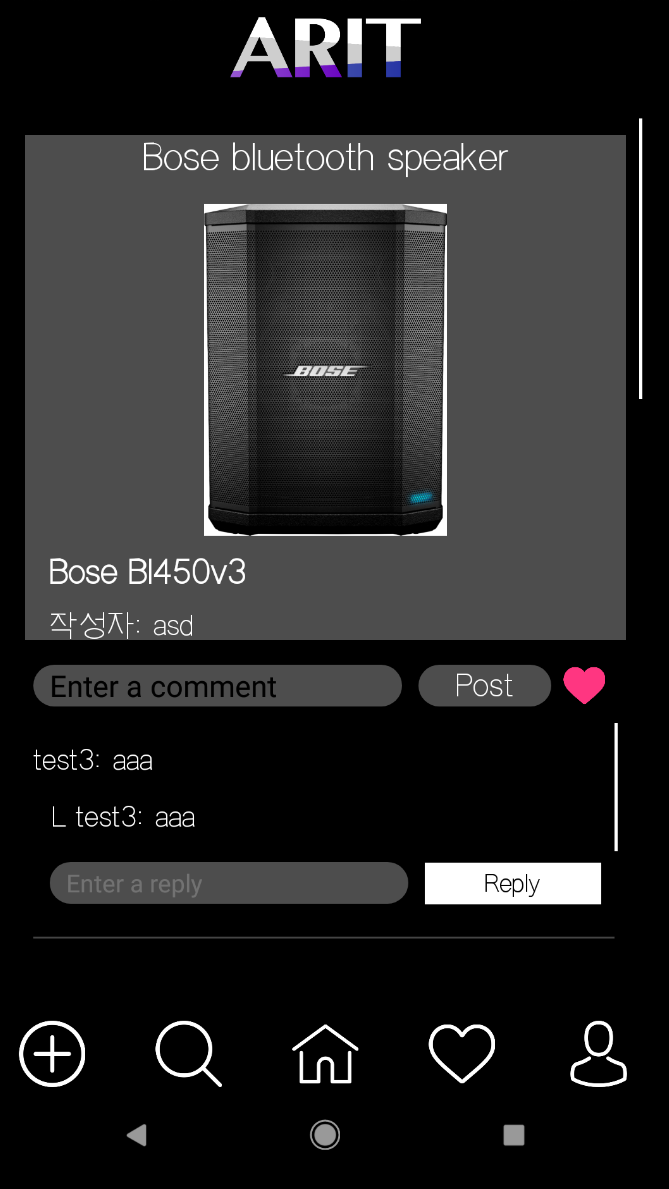 ARIT
Bose bluetooth speaker
BOSE
Bose Bl450v3
작성자: asd
Enter a comment
Post
test3: aaa
L test3: aaa
Enter a reply
Reply